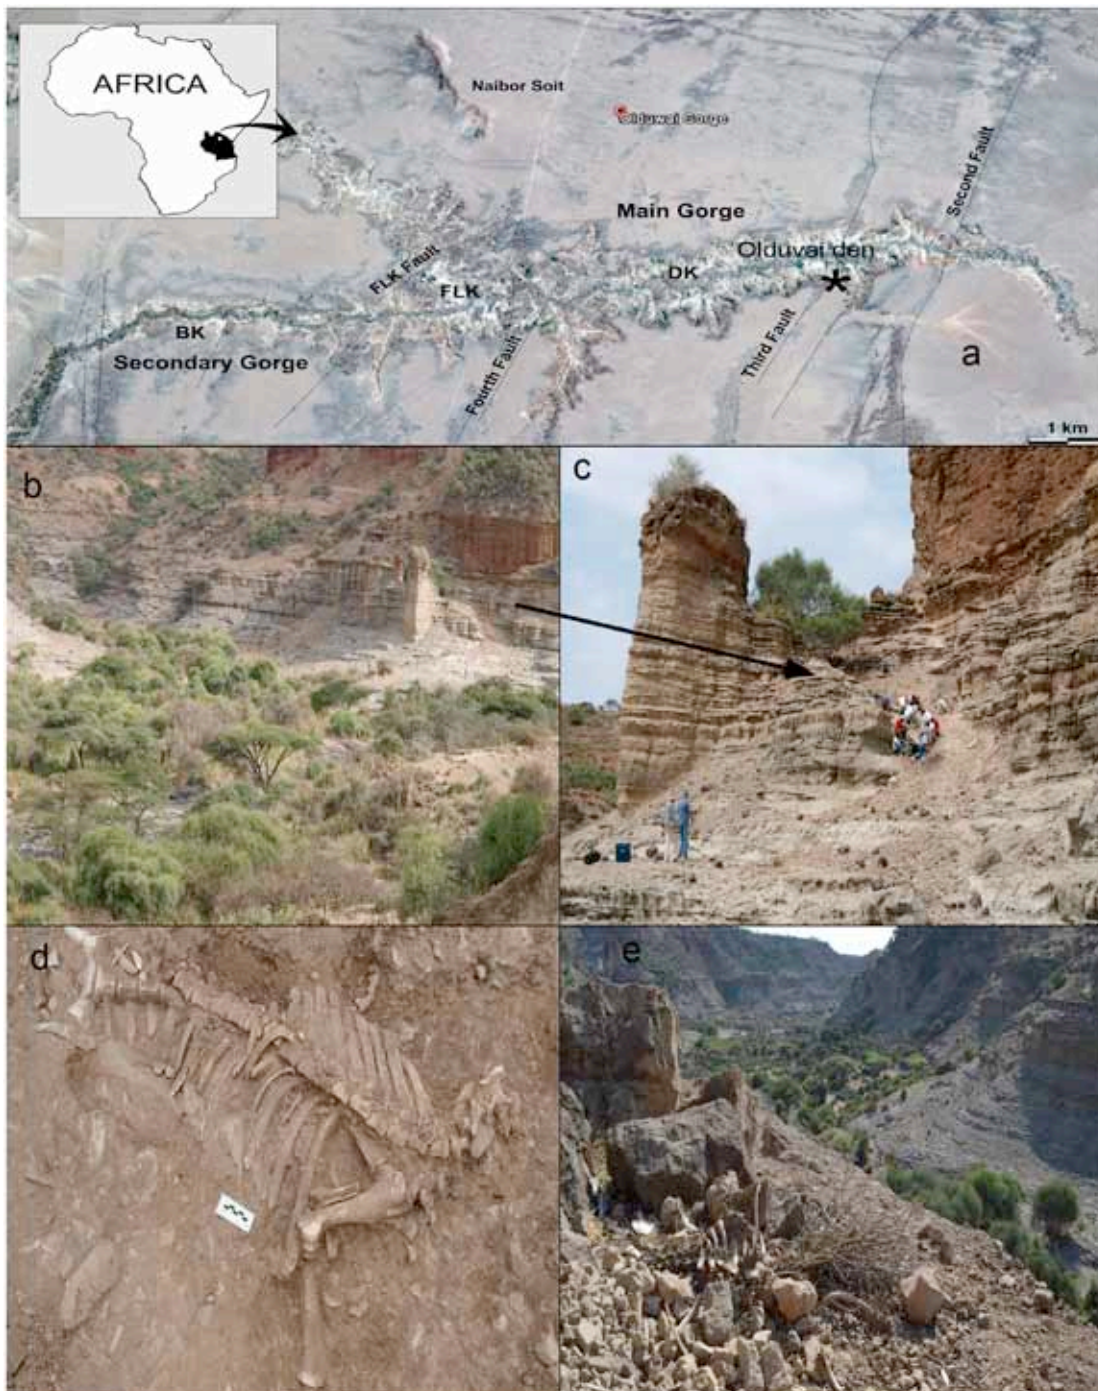 AFRICA
Naibor Soit
Olduwai Gorge
Second Fault
Main Gorge
Olduvai den
FLK Fault
FLK
DK
*
BK
Secondary Gorge
Fourth Fault
Third Fault
a
1 km
b
c
d
e